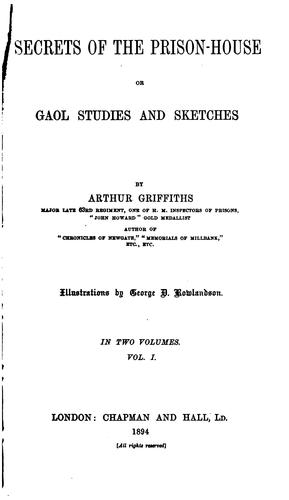 SECRETS OF THE PRISON-HOUSE
OR
GAOL STUDIES AND SKETCHES
BY
ARTHUR GRIFFITHS
MAJOR LATE 63RD REGIMENT, ONE OF H. M. INSPECTORS OF PRISONS,
"JOHN HOWARD" GOLD MEDALLIST
AUTHOR OF
"CHRONICLES OF NEWGATE," "MEMORIALS OF MILLBANK,"
ETC., ETC.
Illustrations by George D. Rowlandson.
IN TWO VOLUMES.
VOL. I.
LONDON: CHAPMAN AND HALL, LD.
1894
[All rights reserved]